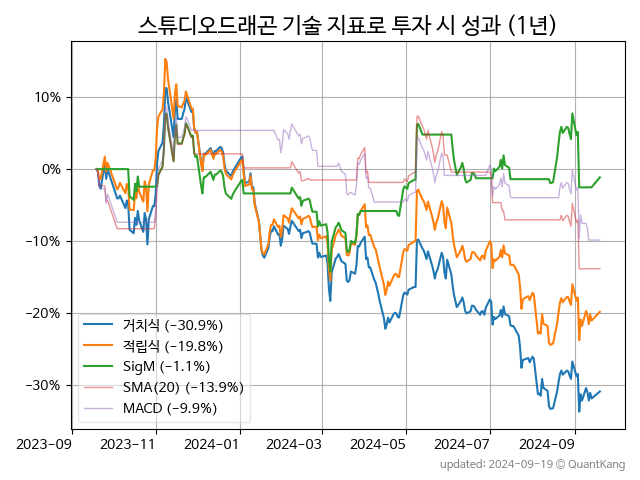 스튜디오드래곤 기술 지표로 투자 시 성과 (1년)
10%
0%
−10%
−20%
−30%
거치식 (−30.9%)
적립식 (−19.8%)
SigM (−1.1%)
SMA(20) (−13.9%)
MACD (−9.9%)
2023-09 2023-11 2024-01 2024-03 2024-05 2024-07 2024-09
updated: 2024-09-19 © QuantKang